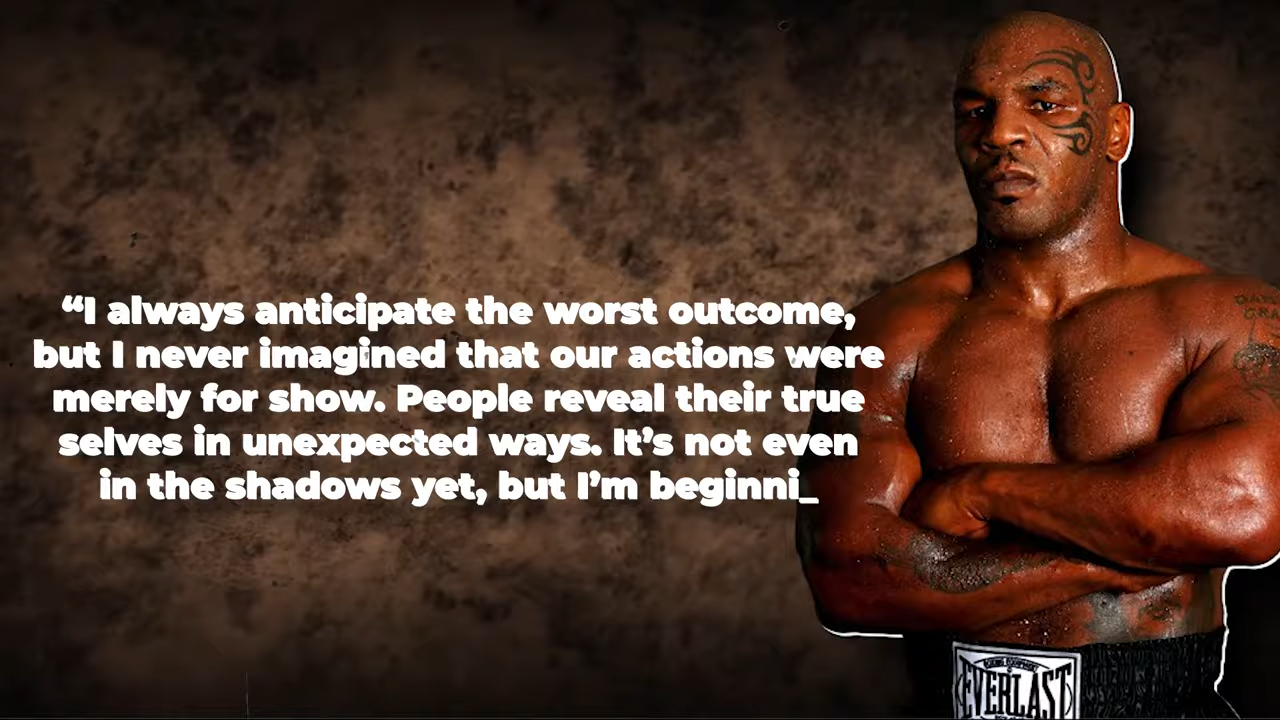 “I always anticipate the worst outcome,
but I never imagined that our actions were
merely for show. People reveal their true
selves in unexpected ways. It’s not even
in the shadows yet, but I’m beginni_
EVERLAST